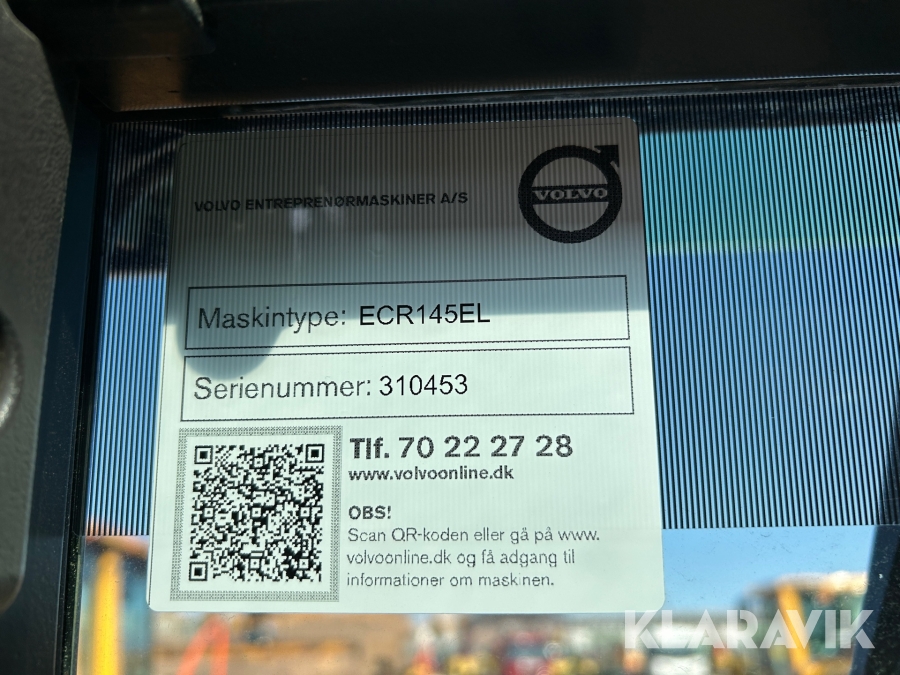 VOLVO ENTREPRENØRMASKINER A/S
VOLVO
Maskintype: ECR145EL
Serienummer: 310453
Tlf. 70 22 27 28
www.volvoonline.dk
OBS!
Scan QR-koden eller gå på www.
volvoonline.dk og få adgang til
informationer om maskinen.
KLARAVIK